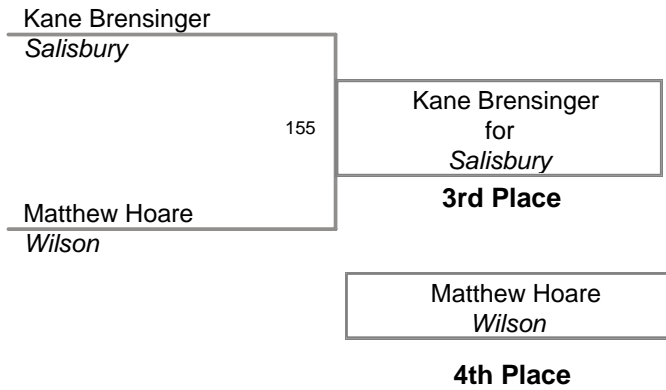 Kane Brensinger
Salisbury
155
Kane Brensinger
for
Salisbury
3rd Place
Matthew Hoare
Wilson
Matthew Hoare
Wilson
4th Place